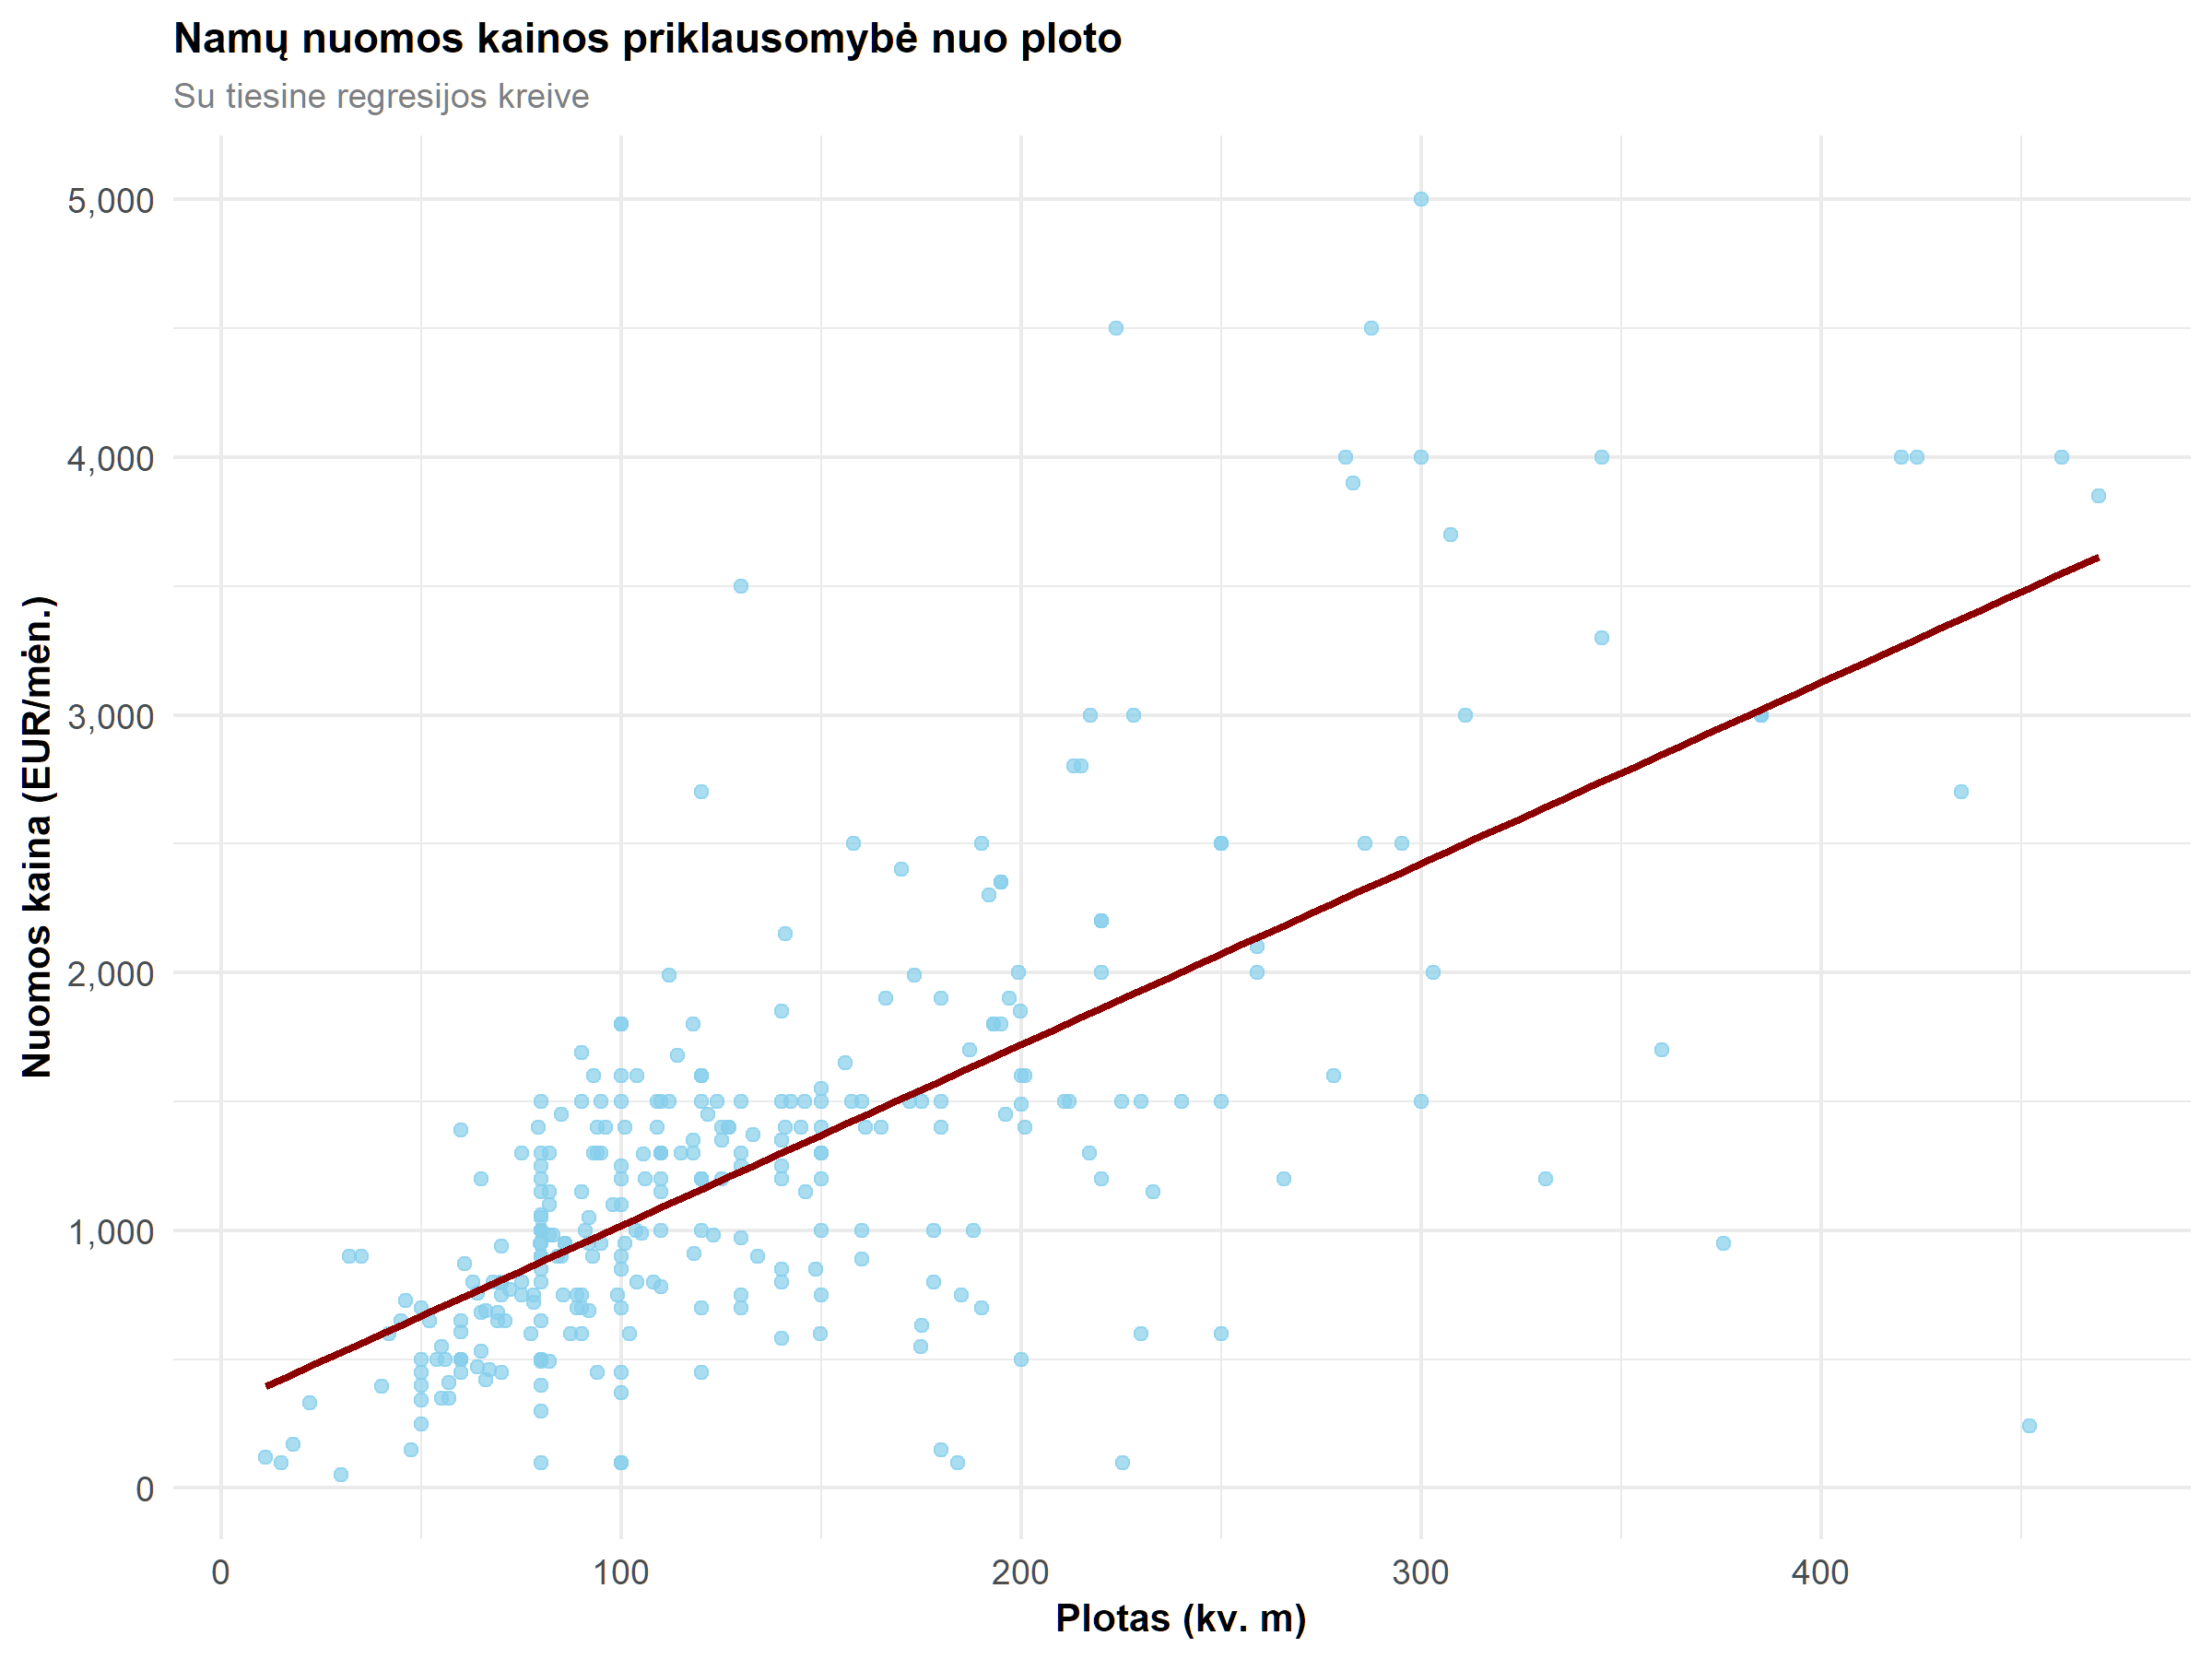 Namų nuomos kainos priklausomybė nuo ploto
Su tiesine regresijos kreive
Nuomos kaina (EUR/mėn.)
5,000
4,000
3,000
2,000
1,000
0
0 100 200 300 400
Plotas (kv. m)